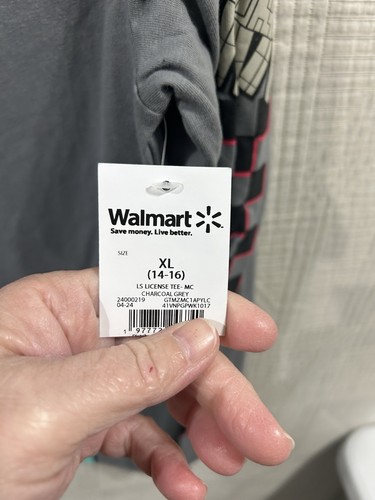 Walmart
Save money. Live better.
SIZE
XL
(14-16)
LS LICENSE TEE- MC
CHARCOAL GREY
24000219 GTMZMC1APYLC
04-24 41VNPGPWK1017